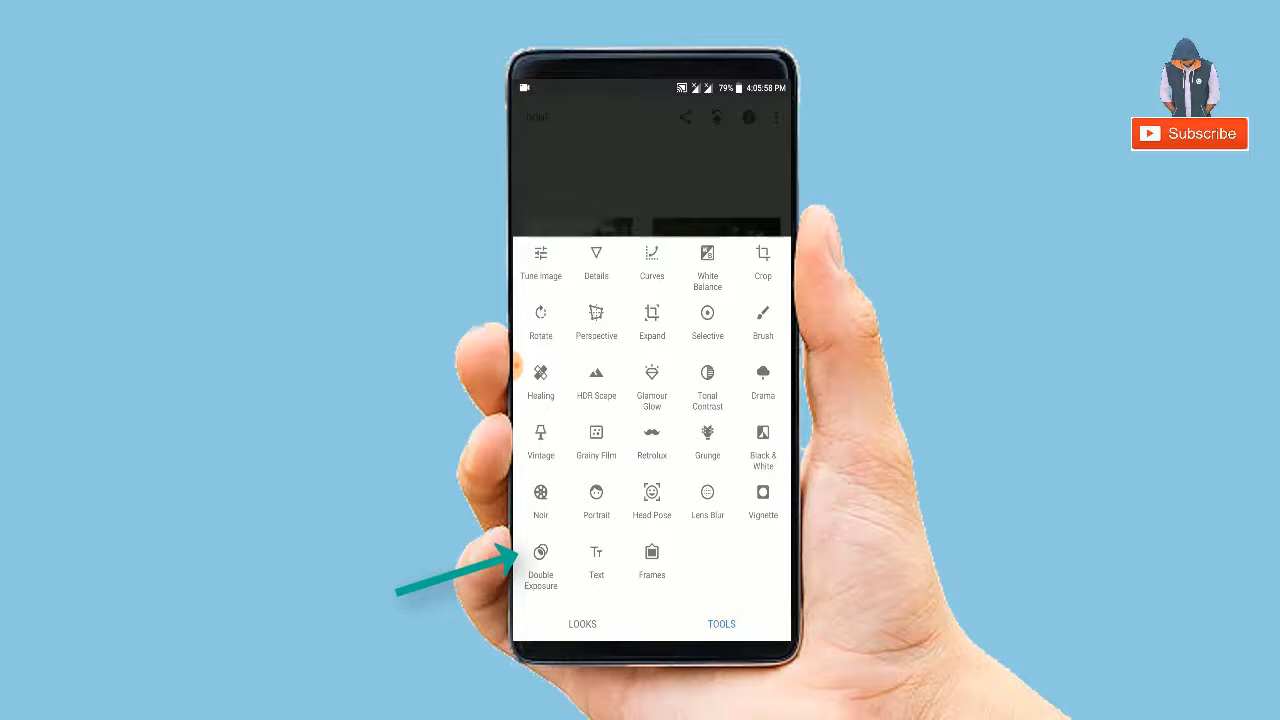 79% 4:05:58 PM
DONE
Subscribe
Tune Image Details Curves White Balance Crop
Rotate Perspective Expand Selective Brush
Healing HDR Scape Glamour Glow Tonal Contrast Drama
Vintage Grainy Film Retrolux Grunge Black & White
Noir Portrait Head Pose Lens Blur Vignette
Double Exposure Text Frames
LOOKS TOOLS